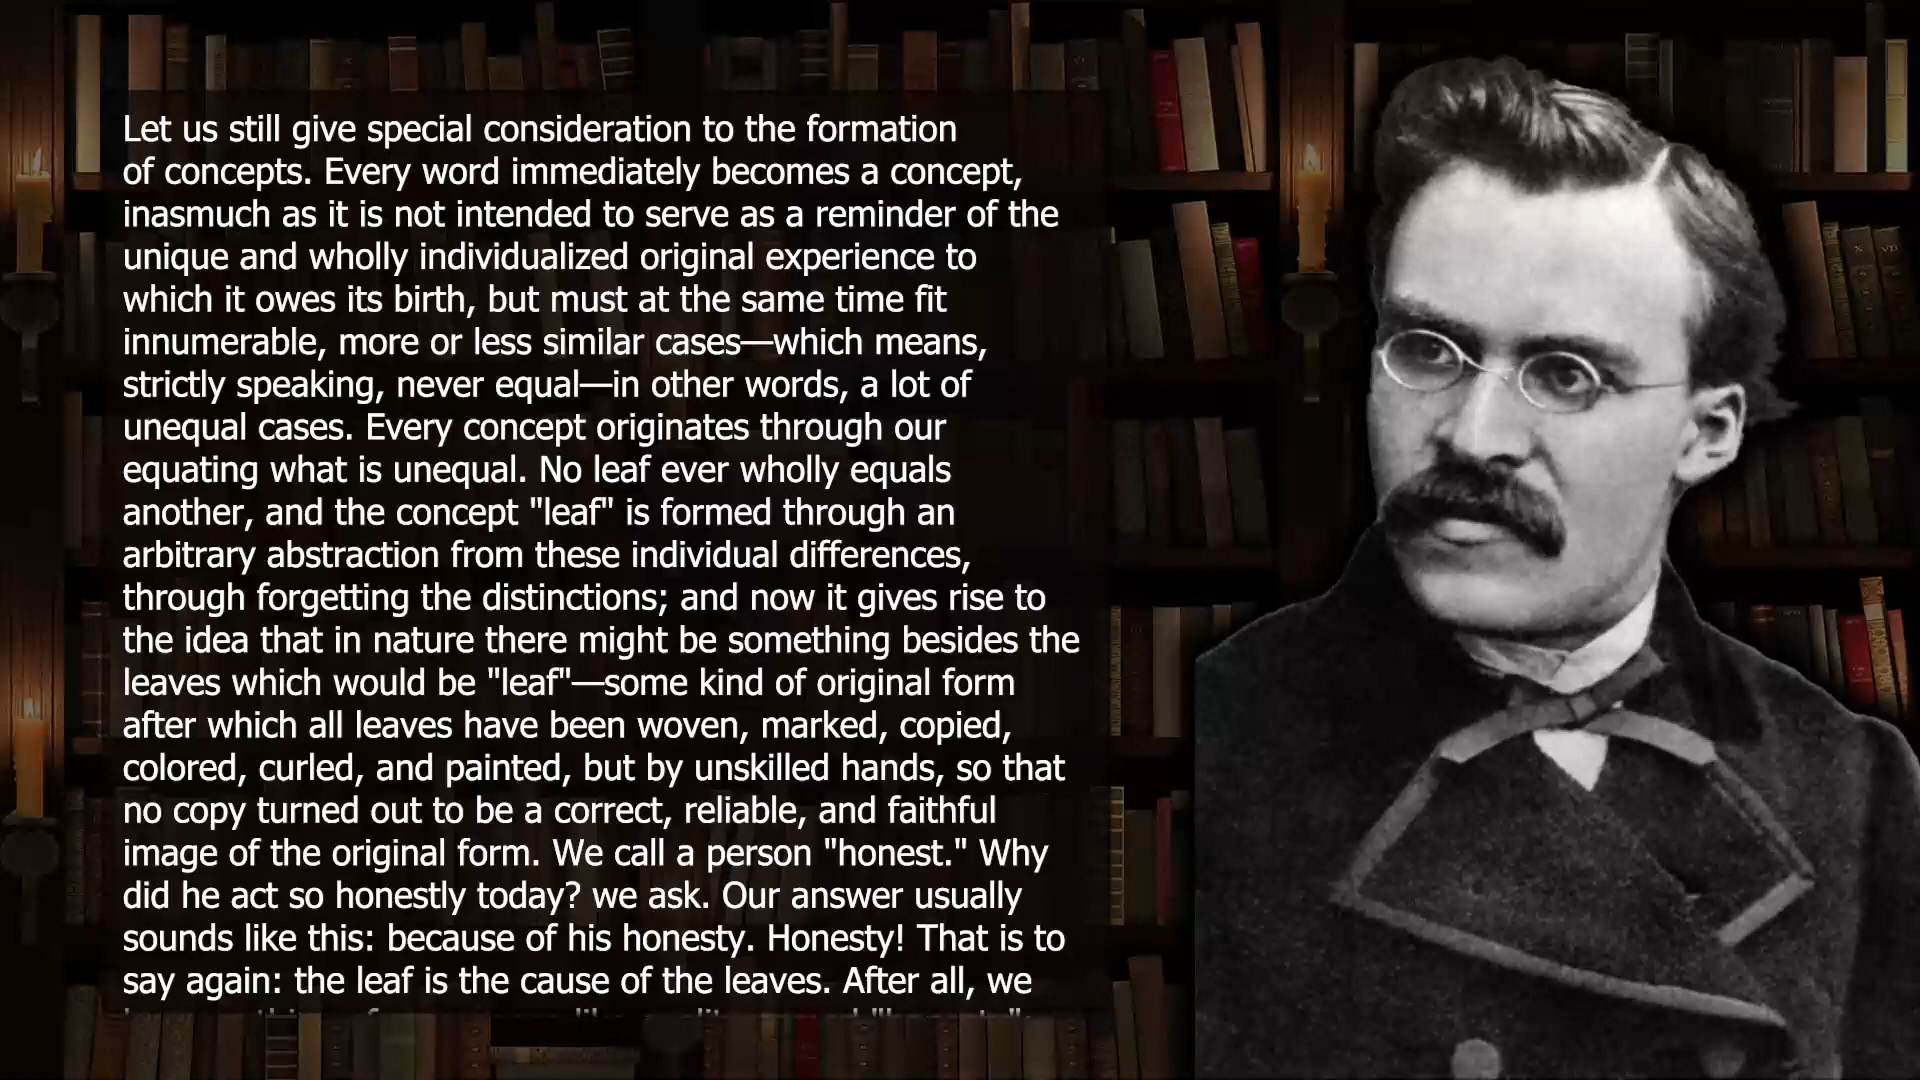 Let us still give special consideration to the formation
of concepts. Every word immediately becomes a concept,
inasmuch as it is not intended to serve as a reminder of the
unique and wholly individualized original experience to
which it owes its birth, but must at the same time fit
innumerable, more or less similar cases—which means,
strictly speaking, never equal—in other words, a lot of
unequal cases. Every concept originates through our
equating what is unequal. No leaf ever wholly equals
another, and the concept "leaf" is formed through an
arbitrary abstraction from these individual differences,
through forgetting the distinctions; and now it gives rise to
the idea that in nature there might be something besides the
leaves which would be "leaf"—some kind of original form
after which all leaves have been woven, marked, copied,
colored, curled, and painted, but by unskilled hands, so that
no copy turned out to be a correct, reliable, and faithful
image of the original form. We call a person "honest." Why
did he act so honestly today? we ask. Our answer usually
sounds like this: because of his honesty. Honesty! That is to
say again: the leaf is the cause of the leaves. After all, we